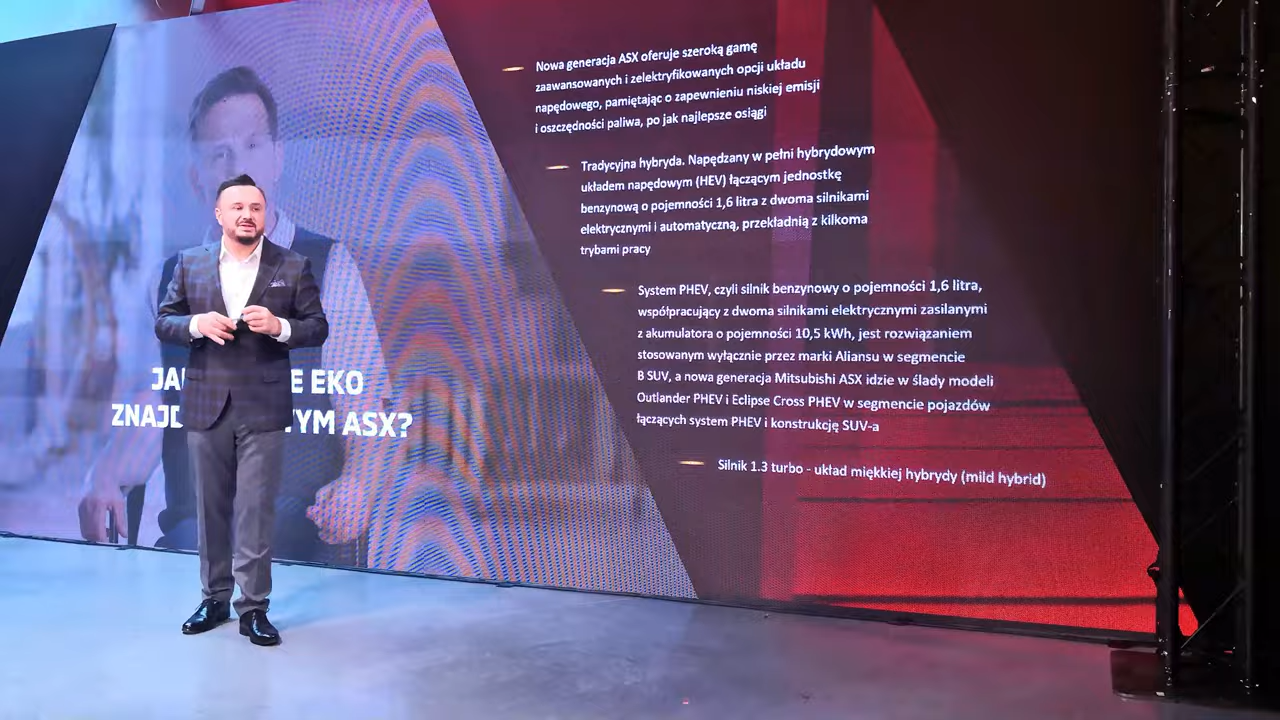 JA E EKO
ZNAJD YM ASX?
Nowa generacja ASX oferuje szeroką gamę
zaawansowanych i zelektryfikowanych opcji układu
napędowego, pamiętając o zapewnieniu niskiej emisji
i oszczędności paliwa, po jak najlepsze osiągi
Tradycyjna hybryda. Napędzany w pełni hybrydowym
układem napędowym (HEV) łączącym jednostkę
benzynową o pojemności 1,6 litra z dwoma silnikami
elektrycznymi i automatyczną, przekładnią z kilkoma
trybami pracy
System PHEV, czyli silnik benzynowy o pojemności 1,6 litra,
współpracujący z dwoma silnikami elektrycznymi zasilanymi
z akumulatora o pojemności 10,5 kWh, jest rozwiązaniem
stosowanym wyłącznie przez marki Aliansu w segmencie
B SUV, a nowa generacja Mitsubishi ASX idzie w ślady modeli
Outlander PHEV i Eclipse Cross PHEV w segmencie pojazdów
łączących system PHEV i konstrukcję SUV-a
Silnik 1.3 turbo - układ miękkiej hybrydy (mild hybrid)